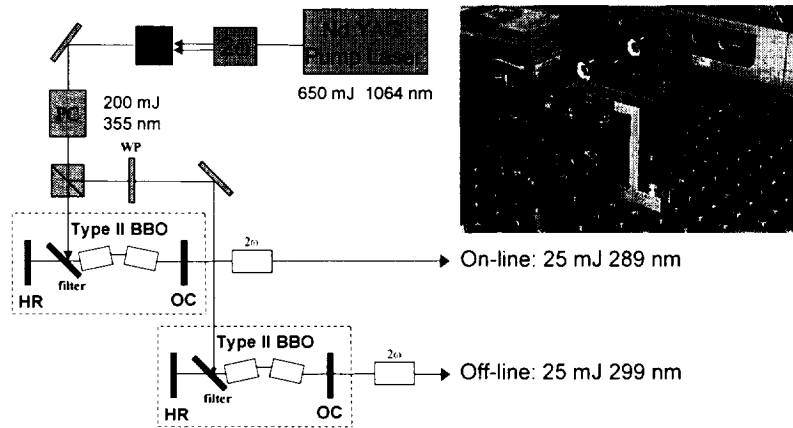 Nd:YAG
Pump Laser
2ω
650 mJ 1064 nm
PC
200 mJ
355 nm
WP
Type II BBO
2ω
On-line: 25 mJ 289 nm
filter
HR
OC
Type II BBO
2ω
Off-line: 25 mJ 299 nm
filter
HR
OC